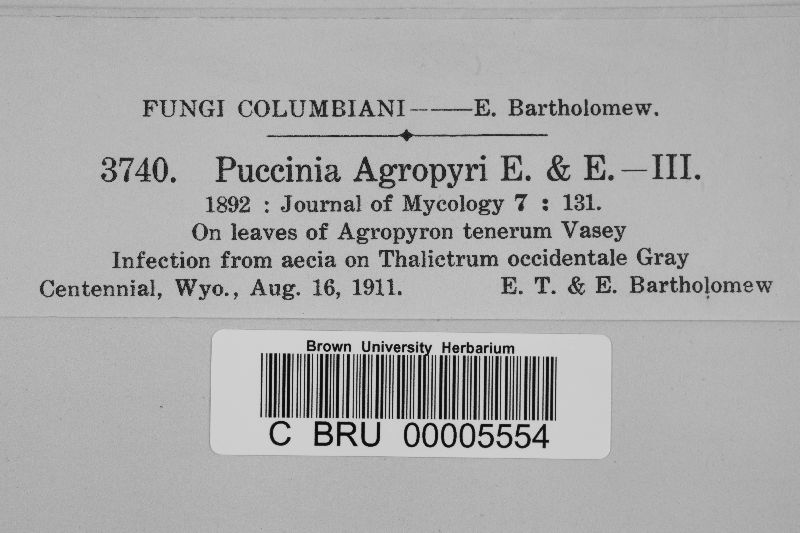 FUNGI COLUMBIANI———E. Bartholomew.
3740. Puccinia Agropyri E. & E.—III.
1892 : Journal of Mycology 7 : 131.
On leaves of Agropyron tenerum Vasey
Infection from aecia on Thalictrum occidentale Gray
Centennial, Wyo., Aug. 16, 1911. E. T. & E. Bartholomew
Brown University Herbarium
C BRU 00005554